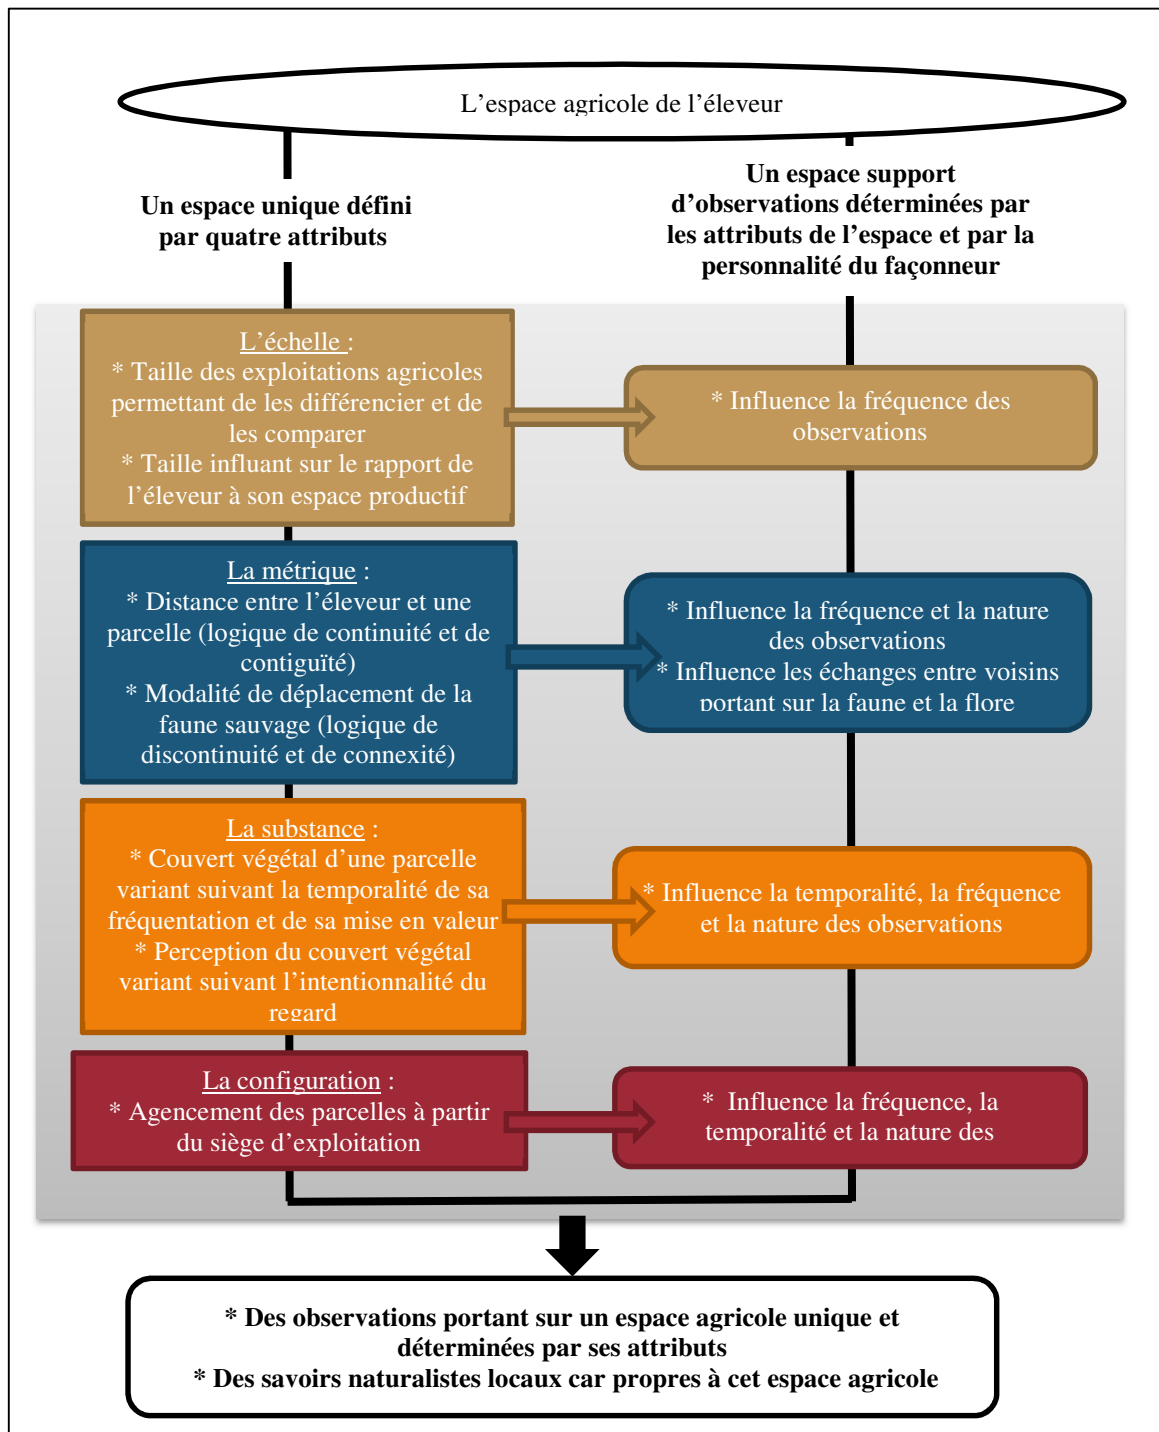 L'espace agricole de l'éleveur
Un espace unique défini
par quatre attributs
Un espace support
d'observations déterminées par
les attributs de l'espace et par la
personnalité du façonneur
L'échelle :
* Taille des exploitations agricoles
permettant de les différencier et de
les comparer
* Taille influant sur le rapport de
l'éleveur à son espace productif
* Influence la fréquence des
observations
La métrique :
* Distance entre l'éleveur et une
parcelle (logique de continuité et de
contiguïté)
* Modalité de déplacement de la
faune sauvage (logique de
discontinuité et de connexité)
* Influence la fréquence et la nature
des observations
* Influence les échanges entre voisins
portant sur la faune et la flore
La substance :
* Couvert végétal d'une parcelle
variant suivant la temporalité de sa
fréquentation et de sa mise en valeur
* Perception du couvert végétal
variant suivant l'intentionnalité du
regard
* Influence la temporalité, la fréquence
et la nature des observations
La configuration :
* Agencement des parcelles à partir
du siège d'exploitation
* Influence la fréquence, la
temporalité et la nature des
* Des observations portant sur un espace agricole unique et
déterminées par ses attributs
* Des savoirs naturalistes locaux car propres à cet espace agricole